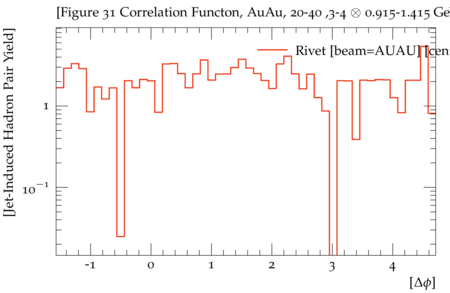 [Figure 31 Correlation Functon, AuAu, 20-40 ,3-4 ⊗ 0.915-1.415 Ge
Rivet [beam=AUAU] [cen
[Jet-Induced Hadron Pair Yield]
1
10⁻¹
-1 0 1 2 3 4
[Δϕ]